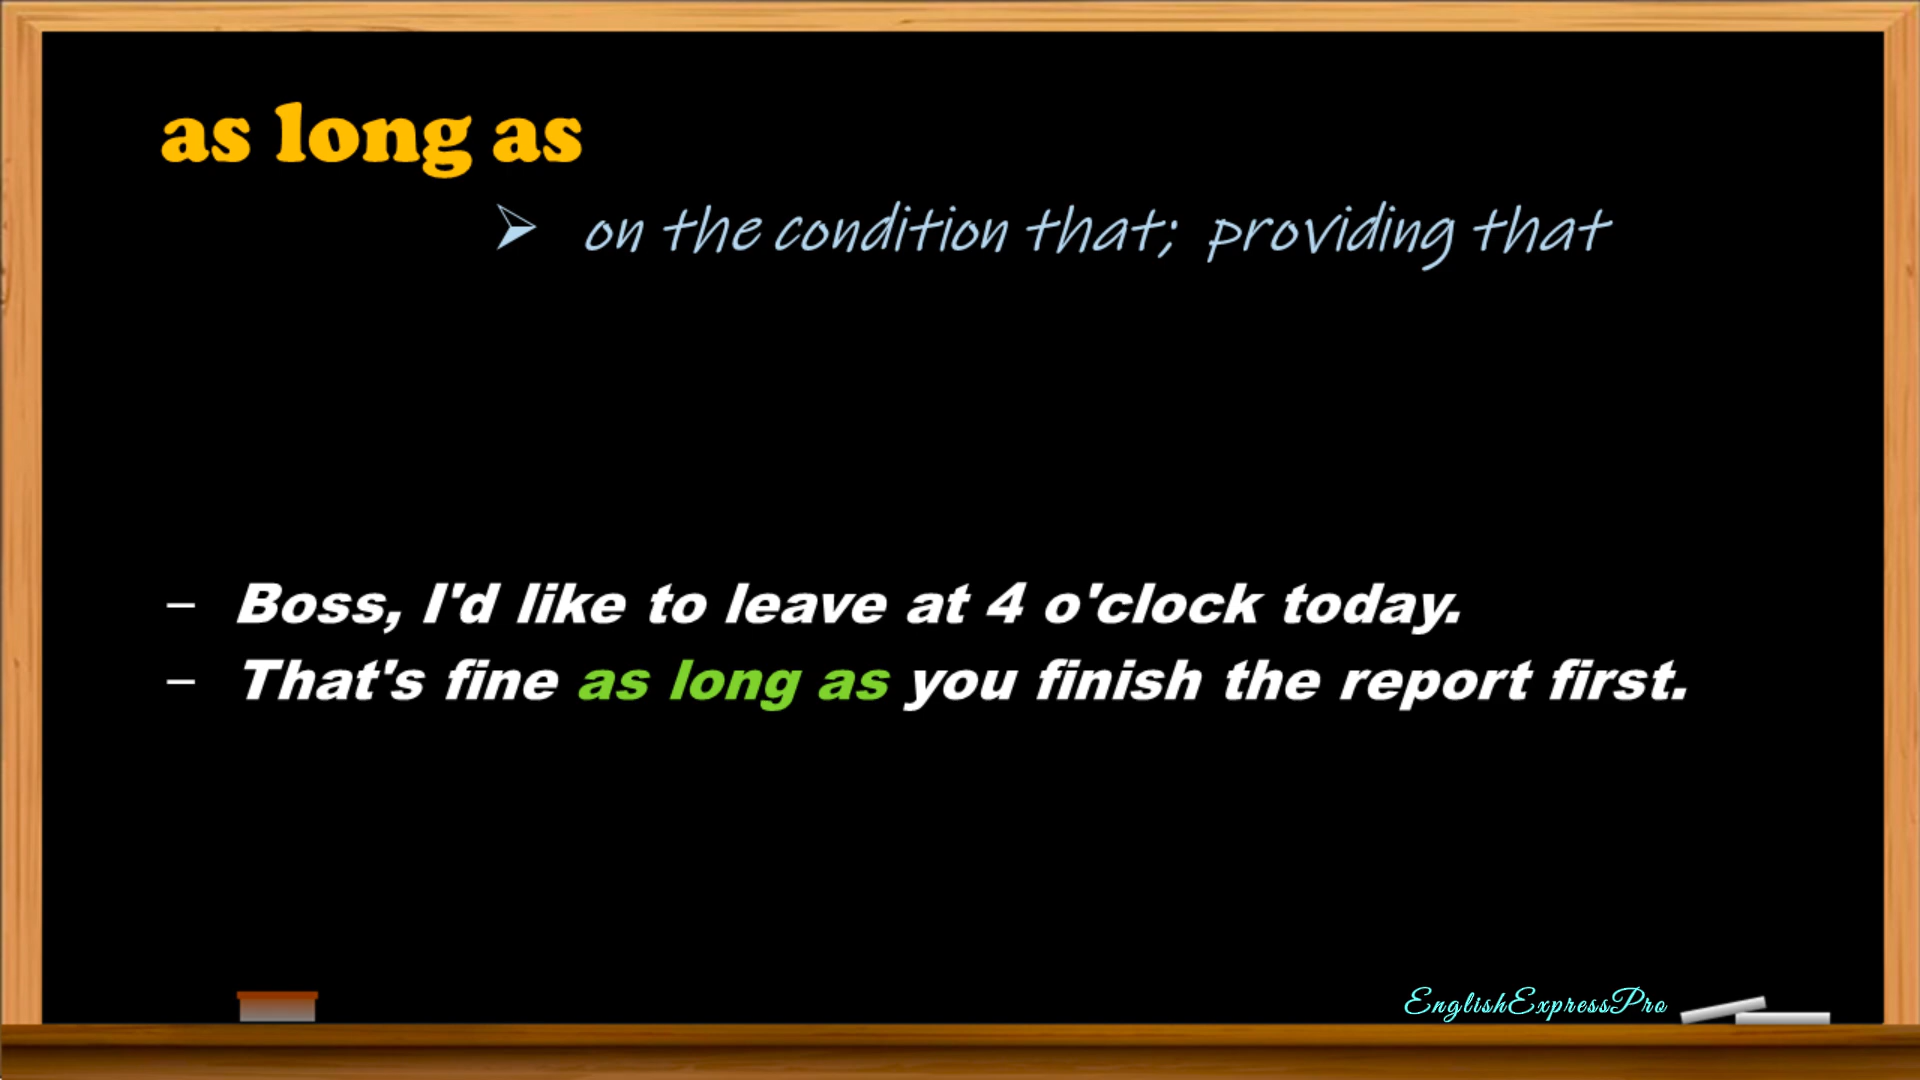 as long as
➢ on the condition that; providing that
– Boss, I'd like to leave at 4 o'clock today.
– That's fine as long as you finish the report first.
EnglishExpressPro